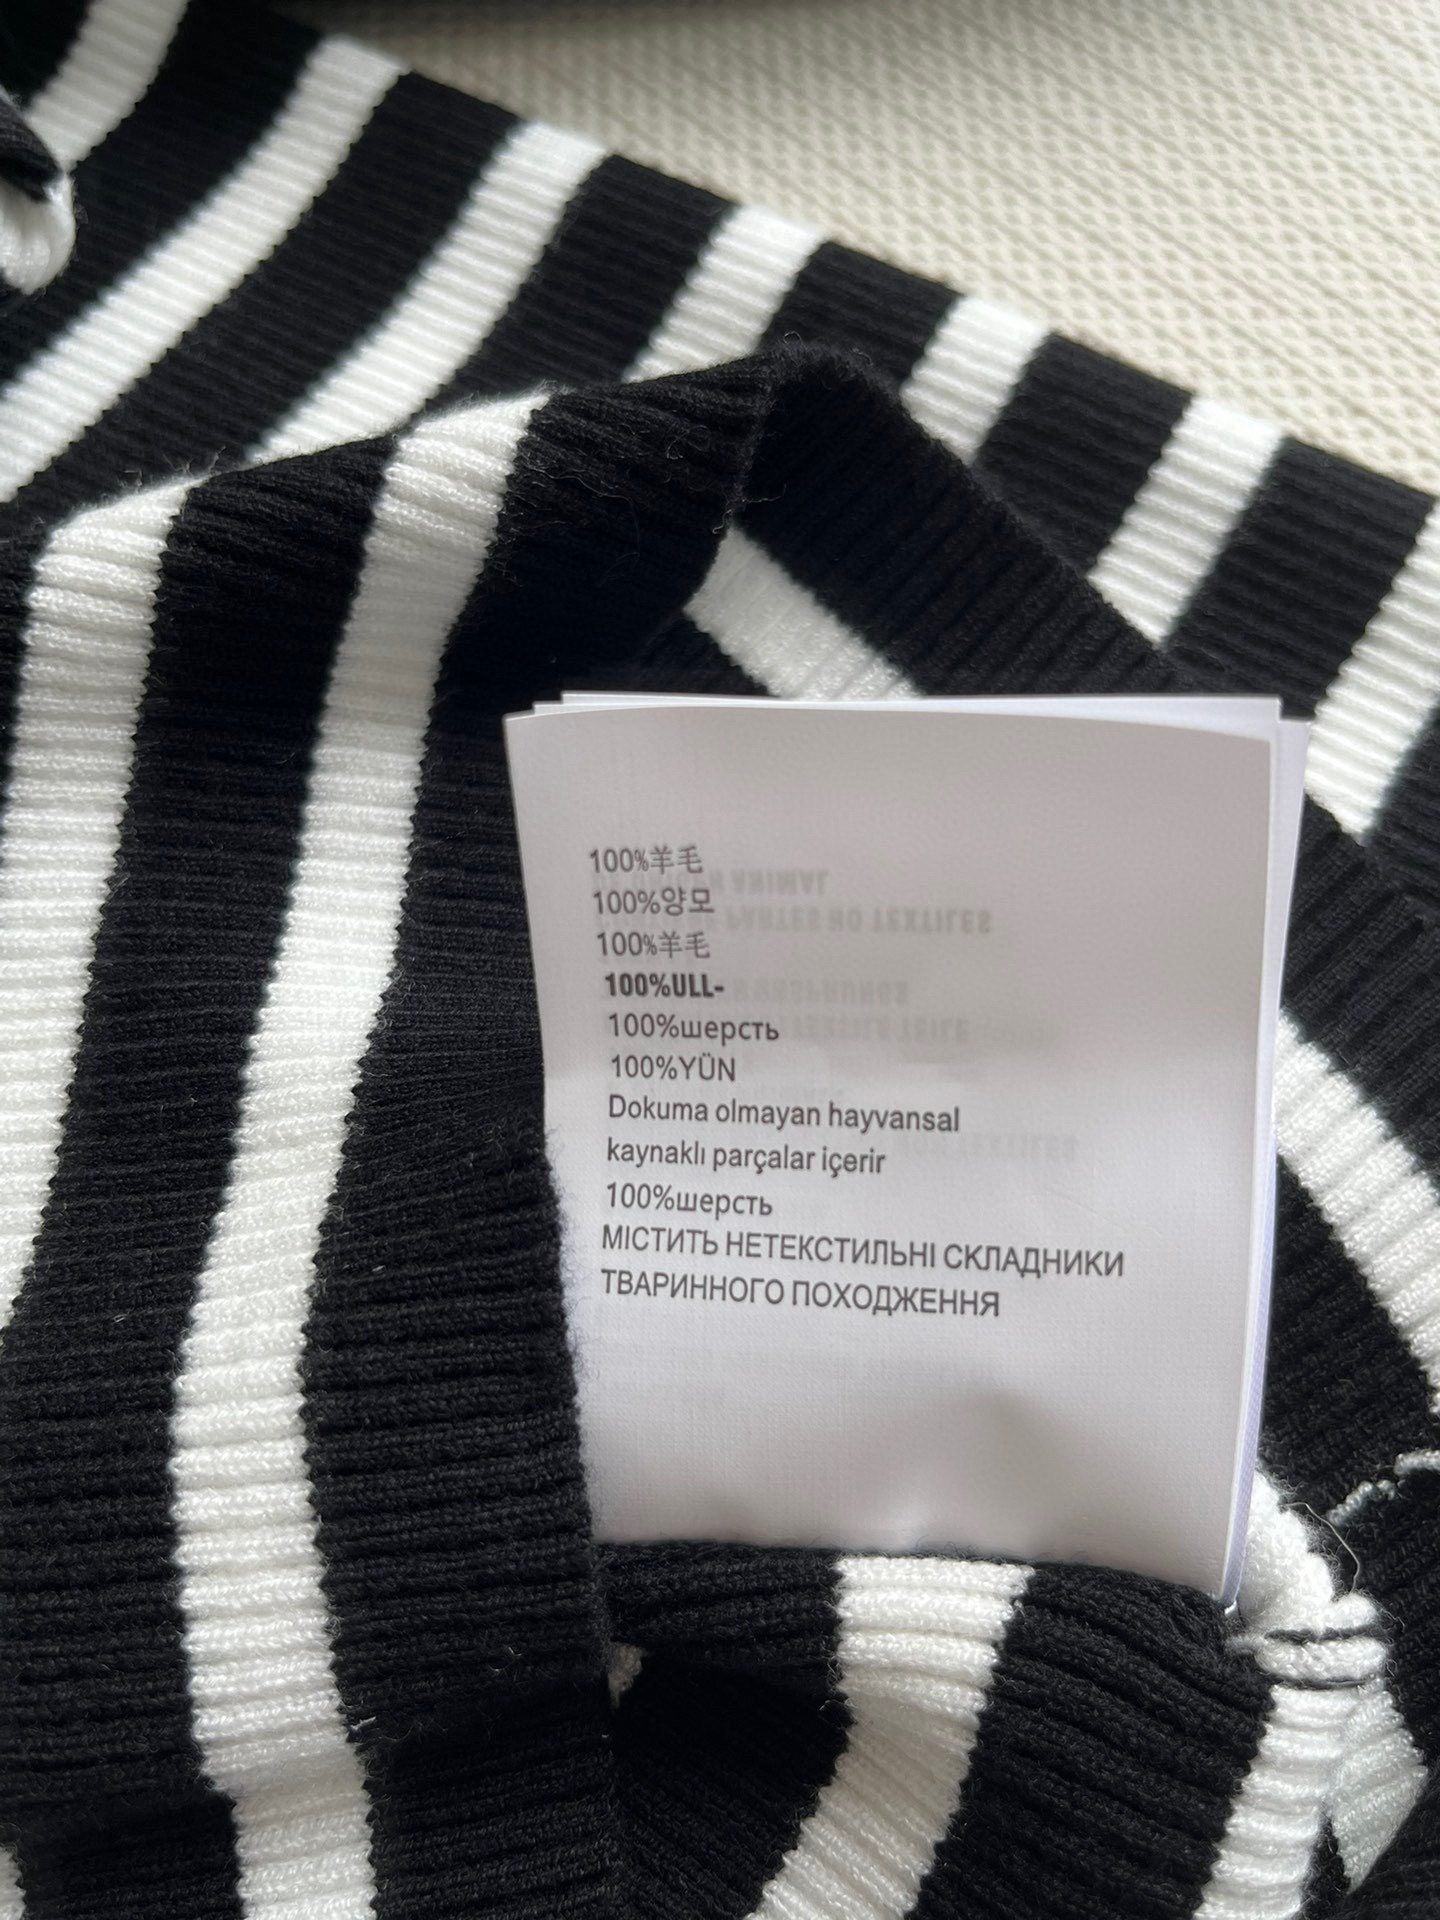 100%羊毛
100%양모
100%羊毛
100%ULL-
100%шерсть
100%YÜN
Dokuma olmayan hayvansal
kaynaklı parçalar içerir
100%шерсть
МІСТИТЬ НЕТЕКСТИЛЬНІ СКЛАДНИКИ
ТВАРИННОГО ПОХОДЖЕННЯ